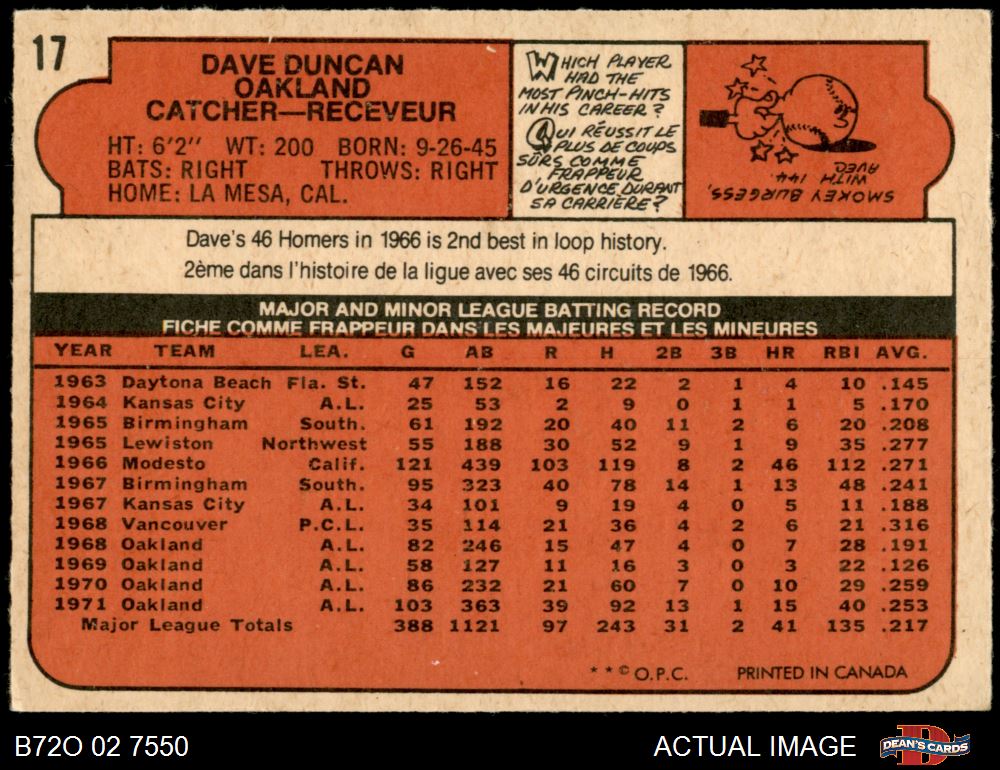 17
DAVE DUNCAN
OAKLAND
CATCHER—RECEVEUR
HT: 6'2" WT: 200 BORN: 9-26-45
BATS: RIGHT THROWS: RIGHT
HOME: LA MESA, CAL.
WHICH PLAYER
HAD THE
MOST PINCH-HITS
IN HIS CAREER?
QUI RÉUSSIT LE
PLUS DE COUPS
SÛRS COMME
FRAPPEUR
D'URGENCE DURANT
SA CARRIÈRE?
SMOKEY BURGESS,
WITH 144.
AVEC
Dave's 46 Homers in 1966 is 2nd best in loop history.
2ème dans l'histoire de la ligue avec ses 46 circuits de 1966.
MAJOR AND MINOR LEAGUE BATTING RECORD
FICHE COMME FRAPPEUR DANS LES MAJEURES ET LES MINEURES
YEAR TEAM LEA. G AB R H 2B 3B HR RBI AVG.
1963 Daytona Beach Fla. St. 47 152 16 22 2 1 4 10 .145
1964 Kansas City A.L. 25 53 2 9 0 1 1 5 .170
1965 Birmingham South. 61 192 20 40 11 2 6 20 .208
1965 Lewiston Northwest 55 188 30 52 9 1 9 35 .277
1966 Modesto Calif. 121 439 103 119 8 2 46 112 .271
1967 Birmingham South. 95 323 40 78 14 1 13 48 .241
1967 Kansas City A.L. 34 101 9 19 4 0 5 11 .188
1968 Vancouver P.C.L. 35 114 21 36 4 2 6 21 .316
1968 Oakland A.L. 82 246 15 47 4 0 7 28 .191
1969 Oakland A.L. 58 127 11 16 3 0 3 22 .126
1970 Oakland A.L. 86 232 21 60 7 0 10 29 .259
1971 Oakland A.L. 103 363 39 92 13 1 15 40 .253
Major League Totals 388 1121 97 243 31 2 41 135 .217
* * © O.P.C. PRINTED IN CANADA
B72O 02 7550 ACTUAL IMAGE D DEAN'S CARDS